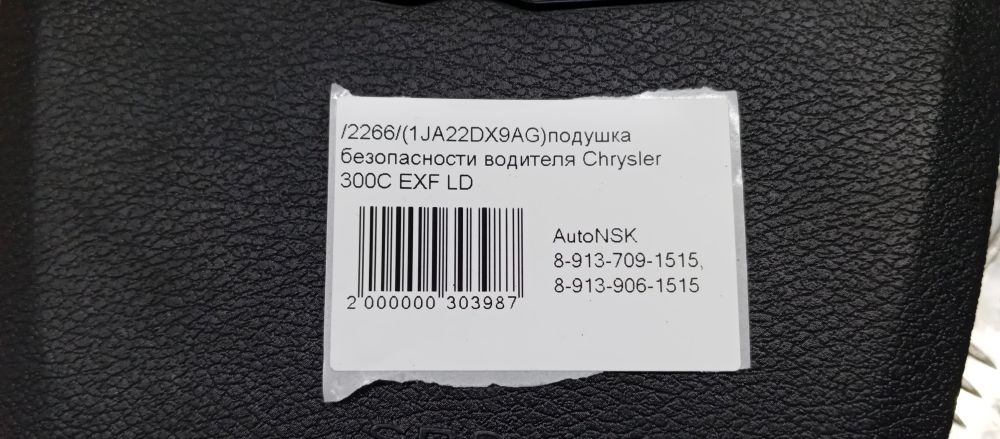 /2266/(1JA22DX9AG)подушка
безопасности водителя Chrysler
300C EXF LD
AutoNSK
8-913-709-1515,
8-913-906-1515
2 000000 303987